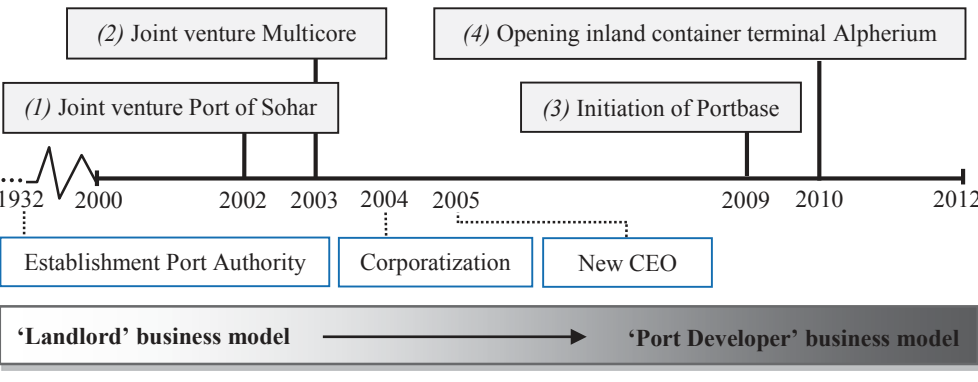 (2) Joint venture Multicore
(4) Opening inland container terminal Alpherium
(1) Joint venture Port of Sohar
(3) Initiation of Portbase
1932 2000 2002 2003 2004 2005 2009 2010 2012
Establishment Port Authority
Corporatization
New CEO
‘Landlord’ business model
‘Port Developer’ business model